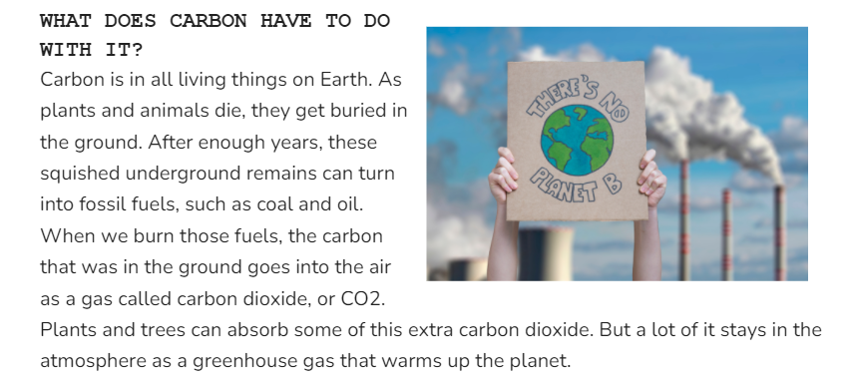 WHAT DOES CARBON HAVE TO DO
WITH IT?
Carbon is in all living things on Earth. As
plants and animals die, they get buried in
the ground. After enough years, these
squished underground remains can turn
into fossil fuels, such as coal and oil.
When we burn those fuels, the carbon
that was in the ground goes into the air
as a gas called carbon dioxide, or CO2.
Plants and trees can absorb some of this extra carbon dioxide. But a lot of it stays in the
atmosphere as a greenhouse gas that warms up the planet.
THERE'S NO
PLANET B